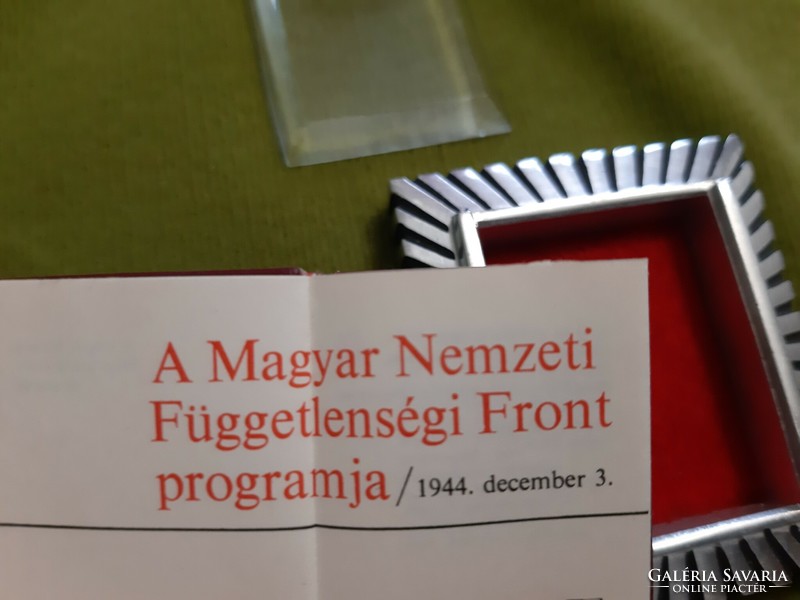 A Magyar Nemzeti
Függetlenségi Front
programja/1944. december 3.
GALÉRIA SAVARIA
ONLINE PIACTÉR